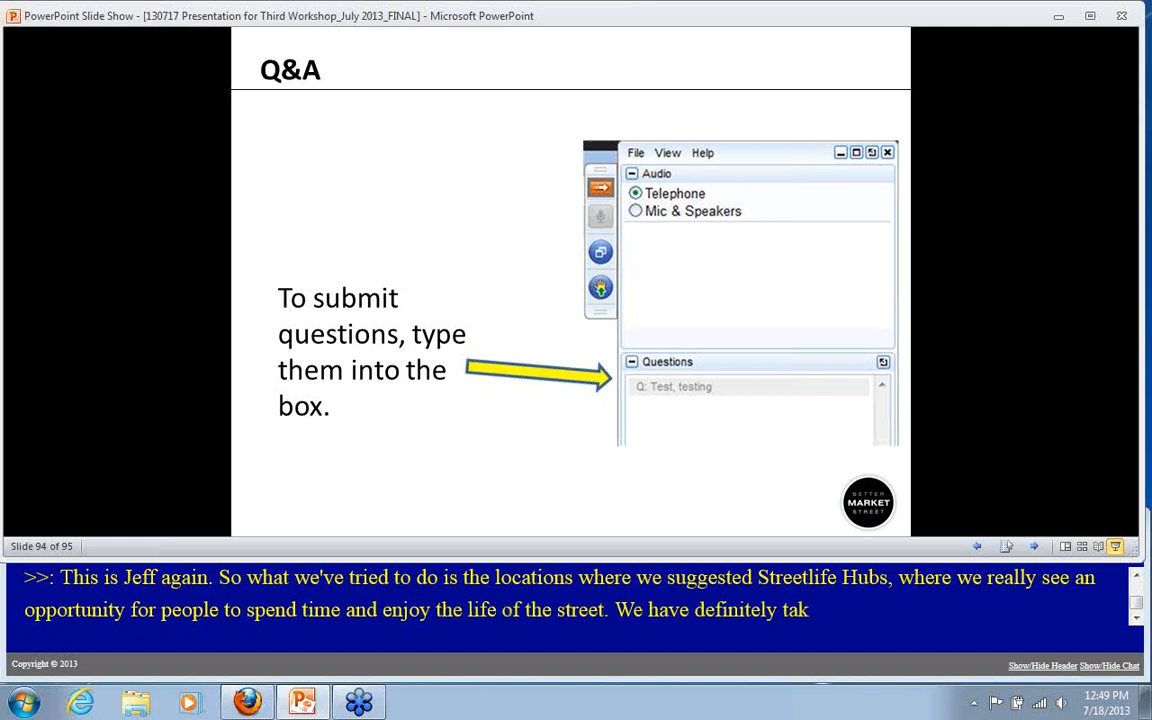 PowerPoint Slide Show - [130717 Presentation for Third Workshop_July 2013_FINAL] - Microsoft PowerPoint
Q&A
File View Help
Audio
Telephone
Mic & Speakers
To submit
questions, type
them into the
box.
Questions
Q: Test, testing
BETTER
MARKET
STREET
Slide 94 of 95
>>: This is Jeff again. So what we've tried to do is the locations where we suggested Streetlife Hubs, where we really see an
opportunity for people to spend time and enjoy the life of the street. We have definitely tak
Copyright © 2013
Show/Hide Header Show/Hide Chat
12:49 PM
7/18/2013